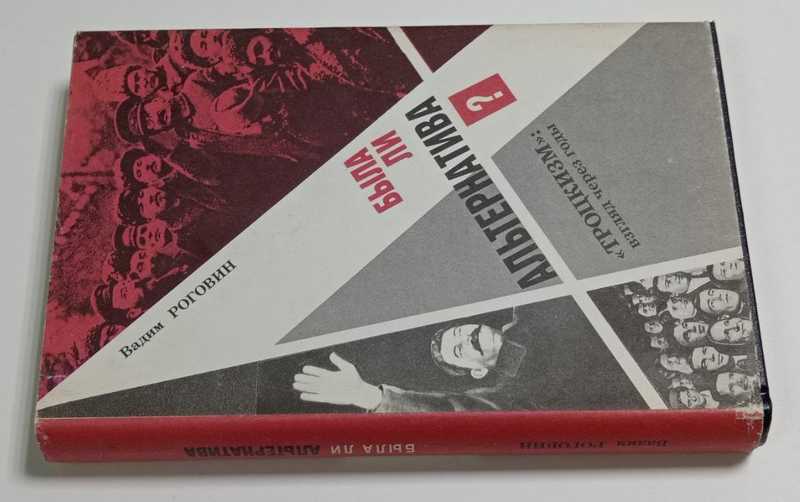 Вадим РОГОВИН
БЫЛА
ЛИ
АЛЬТЕРНАТИВА
?
«ТРОЦКИЗМ»:
взгляд через годы
Вадим РОГОВИН
БЫЛА ЛИ АЛЬТЕРНАТИВА